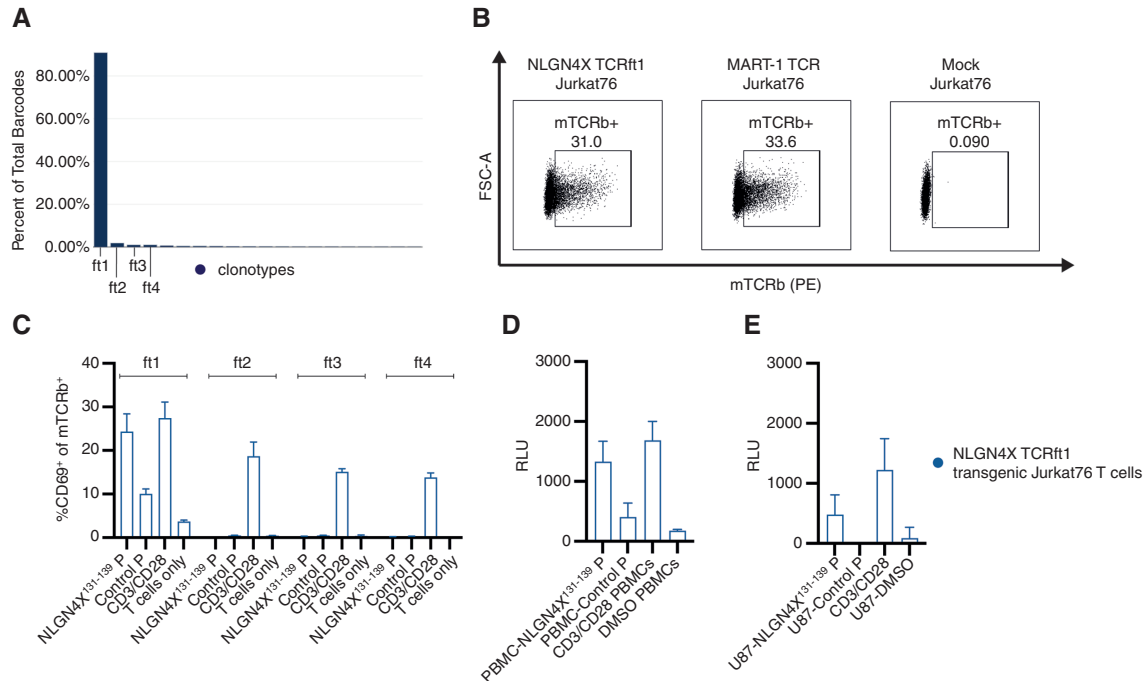 A
Percent of Total Barcodes
80.00%
60.00%
40.00%
20.00%
0.00%
ft1
ft2
ft3
ft4
clonotypes
B
FSC-A
NLGN4X TCRft1
Jurkat76
mTCRb+
31.0
MART-1 TCR
Jurkat76
mTCRb+
33.6
Mock
Jurkat76
mTCRb+
0.090
mTCRb (PE)
C
%CD69⁺ of mTCRb⁺
40
30
20
10
0
ft1
ft2
ft3
ft4
NLGN4X¹³¹⁻¹³⁹ P
Control P
CD3/CD28
T cells only
NLGN4X¹³¹⁻¹³⁹ P
Control P
CD3/CD28
T cells only
NLGN4X¹³¹⁻¹³⁹ P
Control P
CD3/CD28
T cells only
NLGN4X¹³¹⁻¹³⁹ P
Control P
CD3/CD28
T cells only
D
RLU
3000
2000
1000
0
PBMC-NLGN4X¹³¹⁻¹³⁹ P
PBMC-Control P
CD3/CD28 PBMCs
DMSO PBMCs
E
RLU
3000
2000
1000
0
U87-NLGN4X¹³¹⁻¹³⁹ P
U87-Control P
CD3/CD28
U87-DMSO
NLGN4X TCRft1
transgenic Jurkat76 T cells